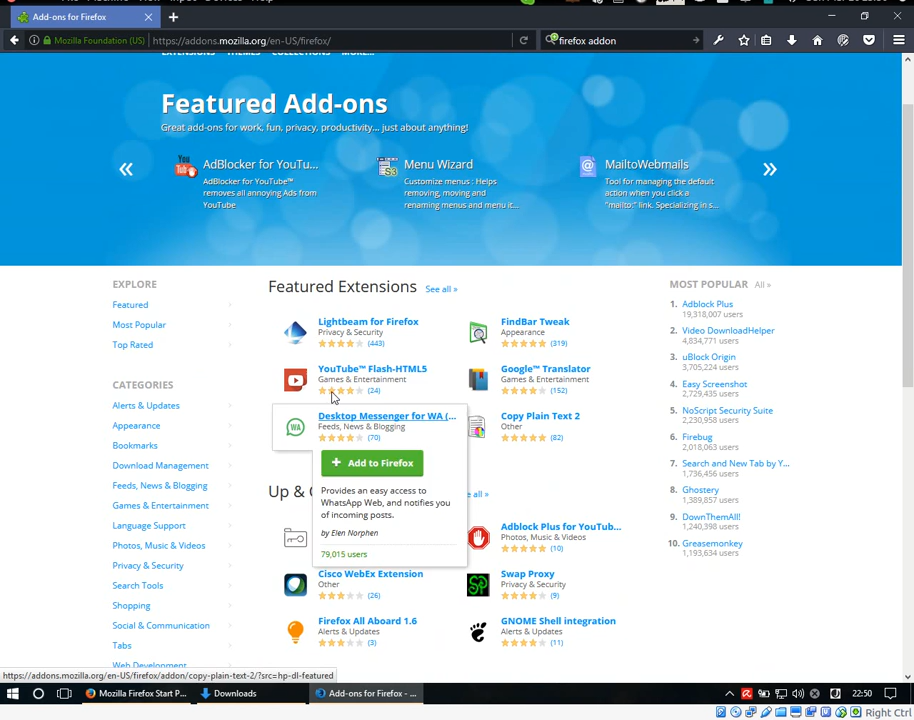 Add-ons for Firefox
Mozilla Foundation (US)
https://addons.mozilla.org/en-US/firefox/
firefox addon
EXTENSIONS THEMES COLLECTIONS MORE...
Featured Add-ons
Great add-ons for work, fun, privacy, productivity... just about anything!
«
AdBlocker for YouTu...
AdBlocker for YouTube™
removes all annoying Ads from
YouTube
Menu Wizard
Customize menus : Helps
removing, moving and
renaming menus and menu it...
MailtoWebmails
Tool for managing the default
action when you click a
"mailto:" link. Specializing in s...
»
EXPLORE
Featured
Most Popular
Top Rated
CATEGORIES
Alerts & Updates
Appearance
Bookmarks
Download Management
Feeds, News & Blogging
Games & Entertainment
Language Support
Photos, Music & Videos
Privacy & Security
Search Tools
Shopping
Social & Communication
Tabs
Web Development
Featured Extensions See all »
Lightbeam for Firefox
Privacy & Security
(443)
FindBar Tweak
Appearance
(319)
YouTube™ Flash-HTML5
Games & Entertainment
(24)
Google™ Translator
Games & Entertainment
(152)
WA
Desktop Messenger for WA (...
Feeds, News & Blogging
(70)
Copy Plain Text 2
Other
(82)
+ Add to Firefox
Provides an easy access to
WhatsApp Web, and notifies you
of incoming posts.
by Elen Norphen
79,015 users
Up &
ee all »
Adblock Plus for YouTub...
Photos, Music & Videos
(10)
Cisco WebEx Extension
Other
(26)
Swap Proxy
Privacy & Security
(9)
Firefox All Aboard 1.6
Alerts & Updates
(3)
GNOME Shell integration
Alerts & Updates
(11)
MOST POPULAR All »
1. Adblock Plus
19,318,007 users
2. Video DownloadHelper
4,834,771 users
3. uBlock Origin
3,705,224 users
4. Easy Screenshot
2,729,435 users
5. NoScript Security Suite
2,230,958 users
6. Firebug
2,018,063 users
7. Search and New Tab by Y...
1,736,456 users
8. Ghostery
1,389,857 users
9. DownThemAll!
1,240,398 users
10. Greasemonkey
1,193,634 users
https://addons.mozilla.org/en-US/firefox/addon/copy-plain-text-2/?src=hp-dl-featured
Mozilla Firefox Start P...
Downloads
Add-ons for Firefox - ...
22:50
Right Ctrl